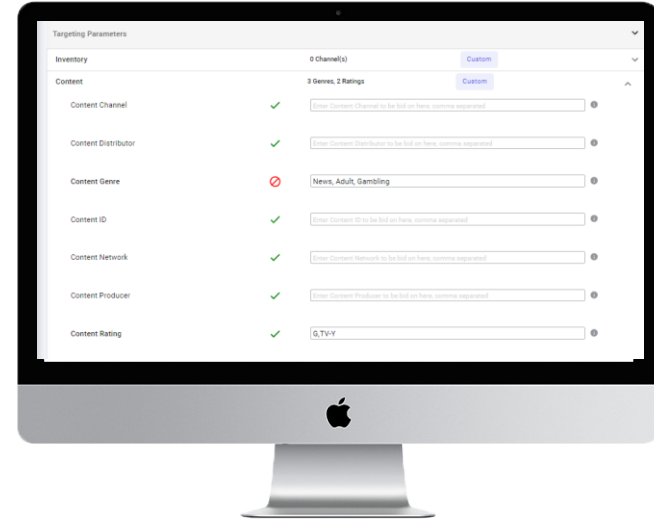 Targeting Parameters
Inventory 0 Channel(s) Custom
Content 3 Genres, 2 Ratings Custom
Content Channel Enter Content Channel to be bid on here, comma separated
Content Distributor Enter Content Distributor to be bid on here, comma separated
Content Genre News, Adult, Gambling
Content ID Enter Content ID to be bid on here, comma separated
Content Network Enter Content Network to be bid on here, comma separated
Content Producer Enter Content Producer to be bid on here, comma separated
Content Rating G,TV-Y